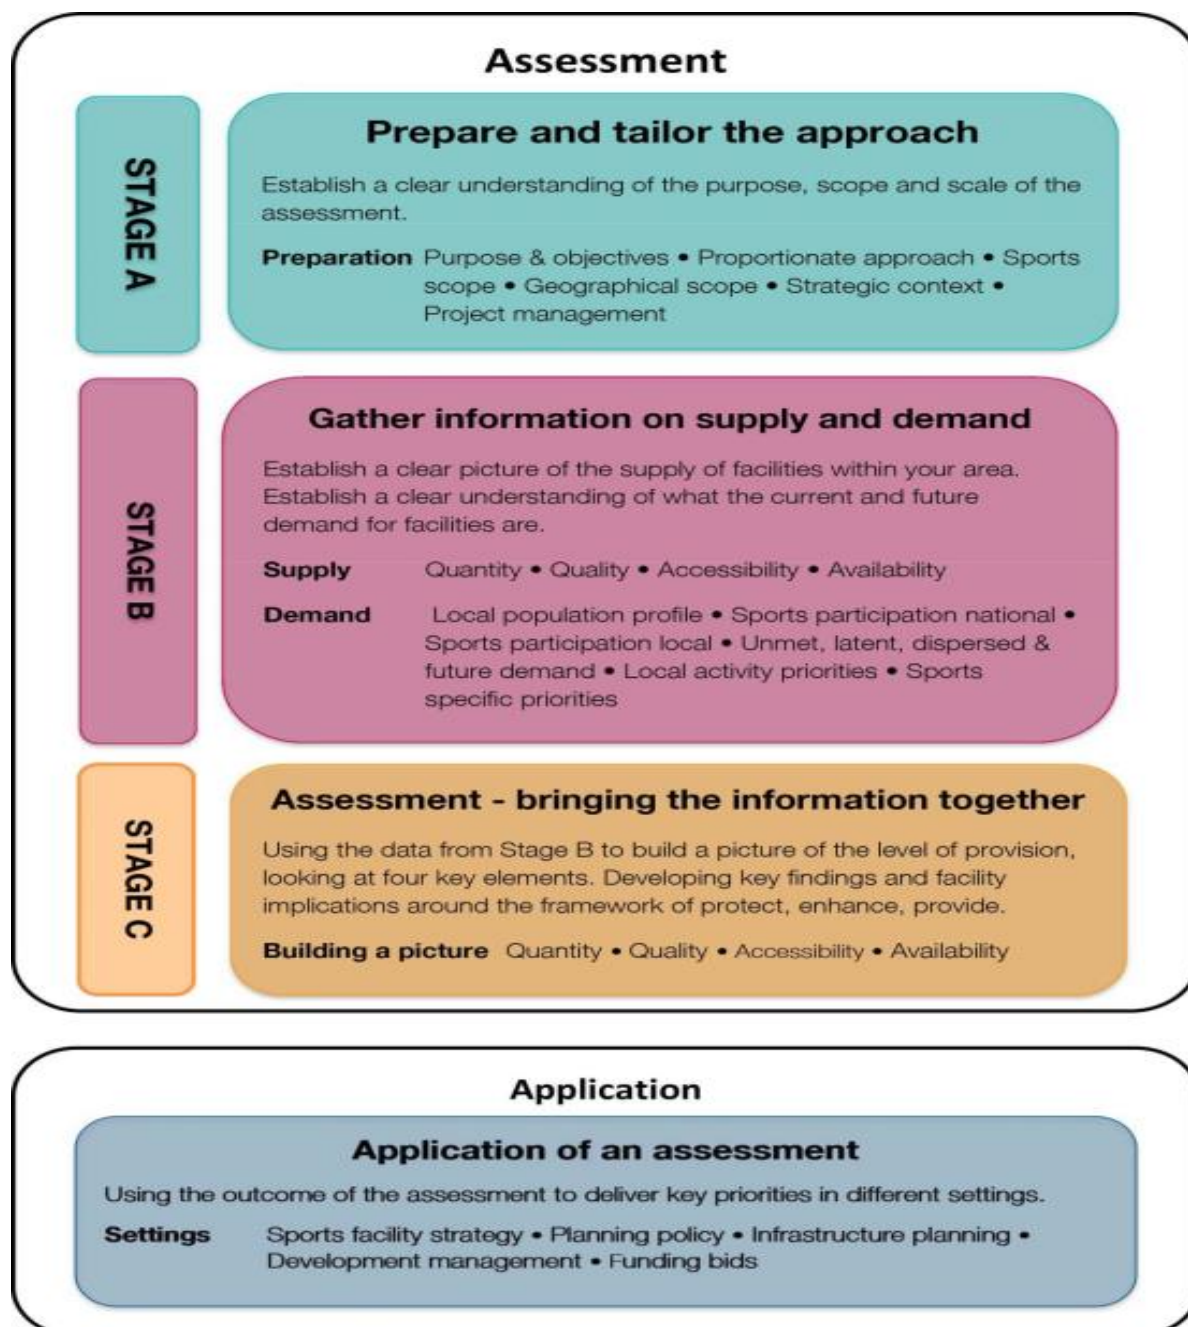 Assessment
STAGE A
Prepare and tailor the approach
Establish a clear understanding of the purpose, scope and scale of the
assessment.
Preparation Purpose & objectives • Proportionate approach • Sports
scope • Geographical scope • Strategic context •
Project management
STAGE B
Gather information on supply and demand
Establish a clear picture of the supply of facilities within your area.
Establish a clear understanding of what the current and future
demand for facilities are.
Supply Quantity • Quality • Accessibility • Availability
Demand Local population profile • Sports participation national •
Sports participation local • Unmet, latent, dispersed &
future demand • Local activity priorities • Sports
specific priorities
STAGE C
Assessment - bringing the information together
Using the data from Stage B to build a picture of the level of provision,
looking at four key elements. Developing key findings and facility
implications around the framework of protect, enhance, provide.
Building a picture Quantity • Quality • Accessibility • Availability
Application
Application of an assessment
Using the outcome of the assessment to deliver key priorities in different settings.
Settings Sports facility strategy • Planning policy • Infrastructure planning •
Development management • Funding bids